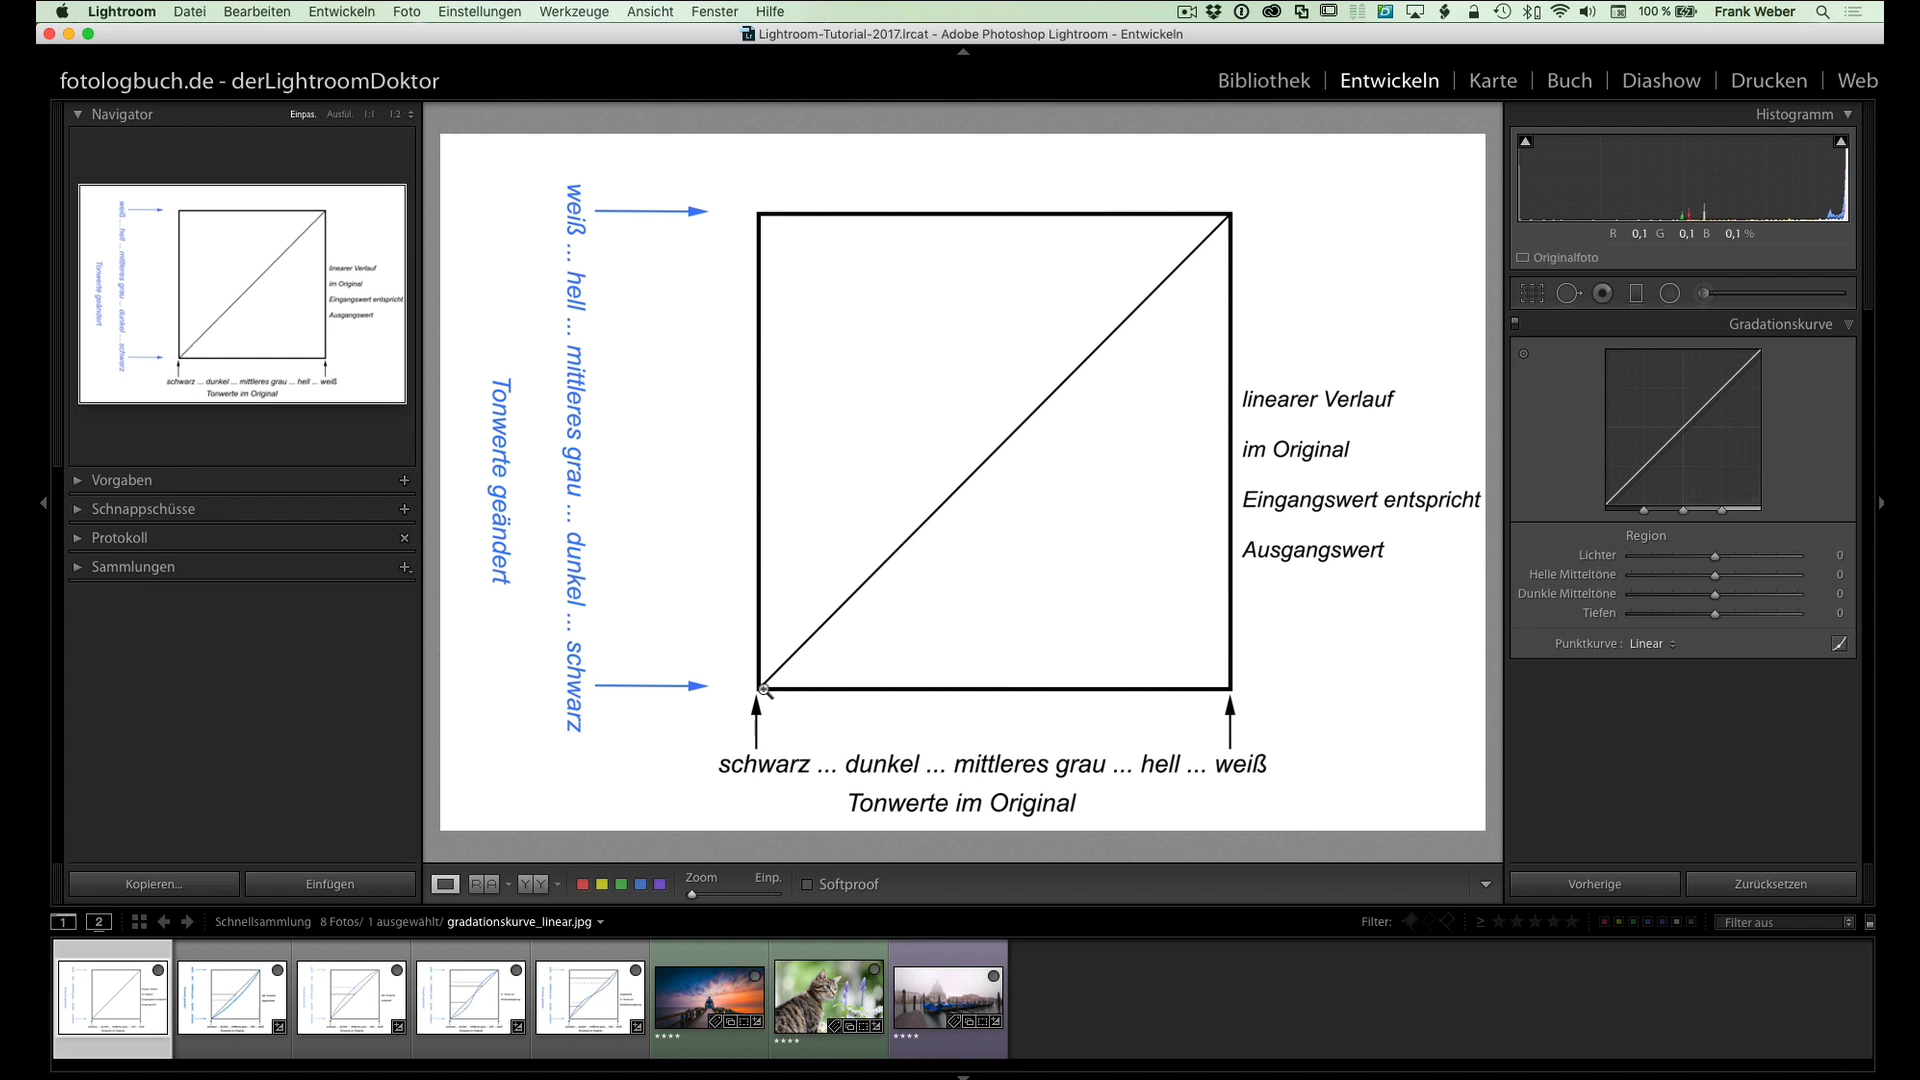 Lightroom Datei Bearbeiten Entwickeln Foto Einstellungen Werkzeuge Ansicht Fenster Hilfe 100 % Frank Weber
Lightroom-Tutorial-2017.lrcat - Adobe Photoshop Lightroom - Entwickeln
fotologbuch.de - derLightroomDoktor
Bibliothek | Entwickeln | Karte | Buch | Diashow | Drucken | Web
Navigator Einpas. Ausfül. 1:1 1:2
Vorgaben
Schnappschüsse
Protokoll
Sammlungen
Kopieren... Einfügen
weiß ... hell ... mittleres grau ... dunkel ... schwarz
Tonwerte geändert
linearer Verlauf
im Original
Eingangswert entspricht
Ausgangswert
schwarz ... dunkel ... mittleres grau ... hell ... weiß
Tonwerte im Original
Histogramm
R 0,1 G 0,1 B 0,1 %
Originalfoto
Gradationskurve
Region
Lichter 0
Helle Mitteltöne 0
Dunkle Mitteltöne 0
Tiefen 0
Punktkurve : Linear
Zoom Einp. Softproof
Vorherige Zurücksetzen
1 2 Schnellsammlung 8 Fotos/ 1 ausgewählt/ gradationskurve_linear.jpg
Filter: Filter aus